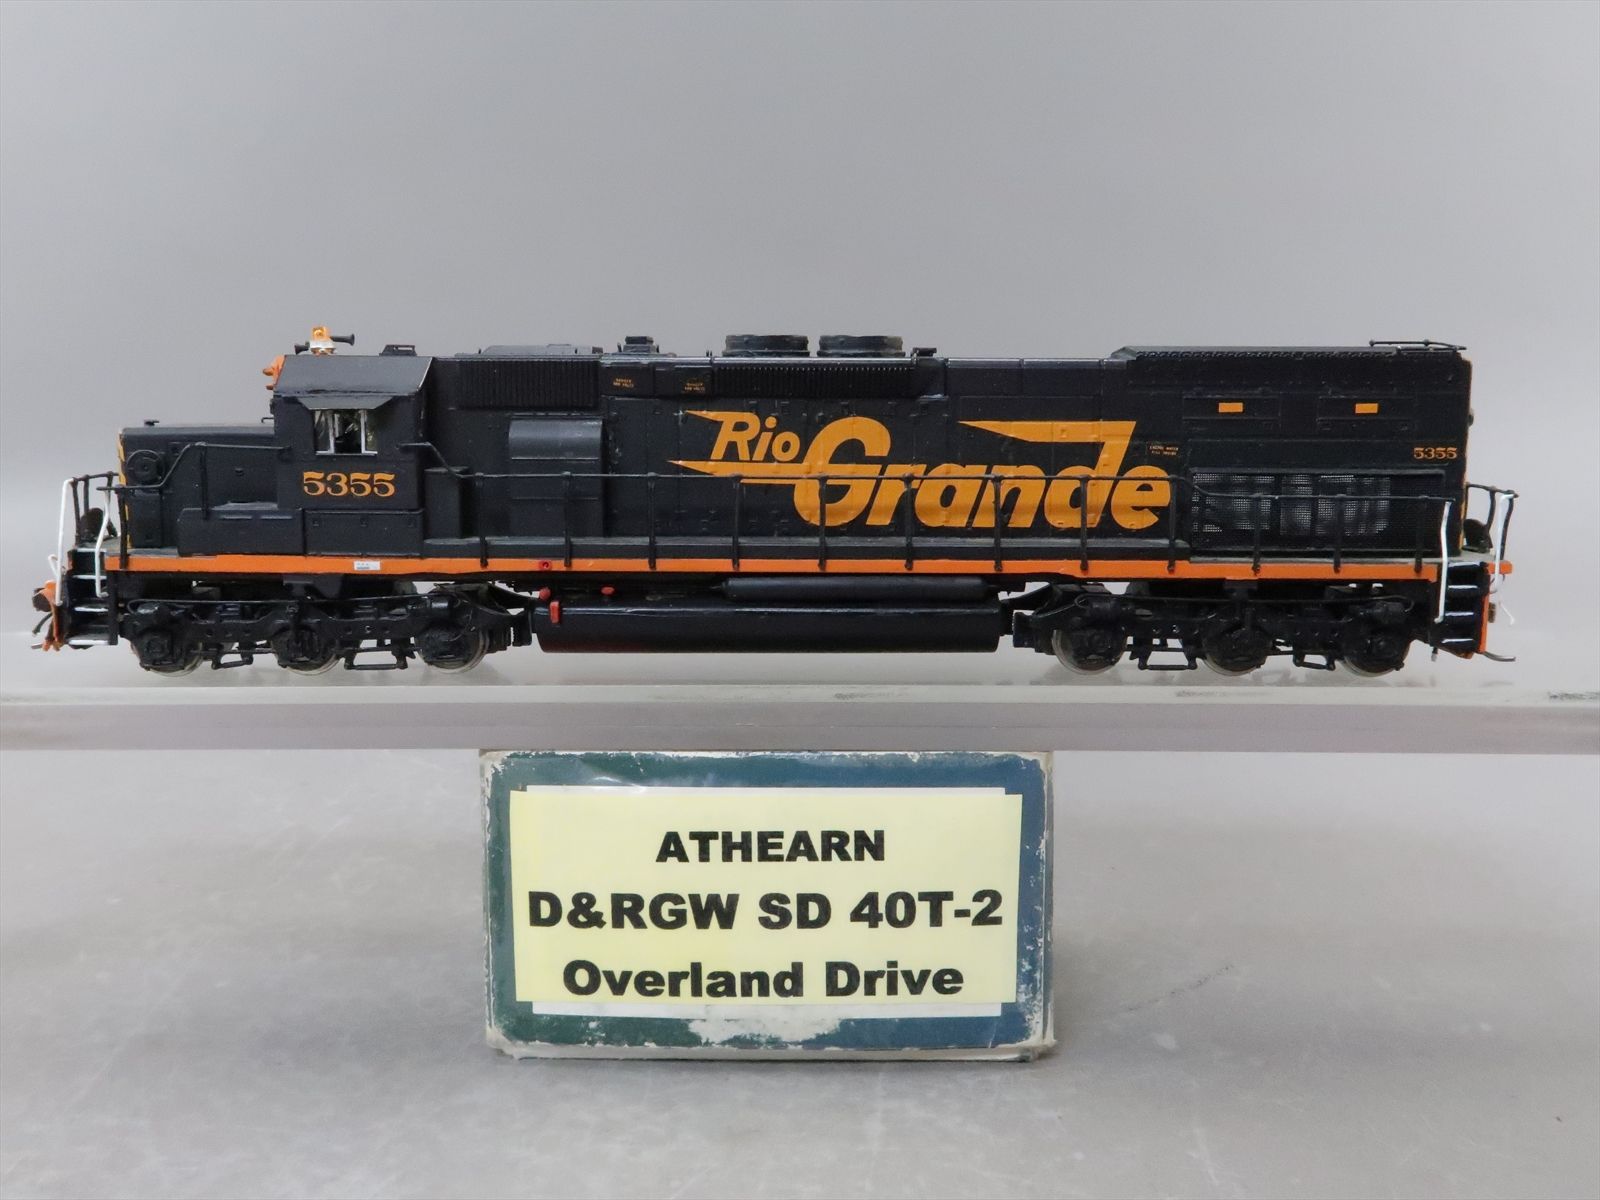 Rio
Grande
5355
5355
ATHEARN
D&RGW SD 40T-2
Overland Drive